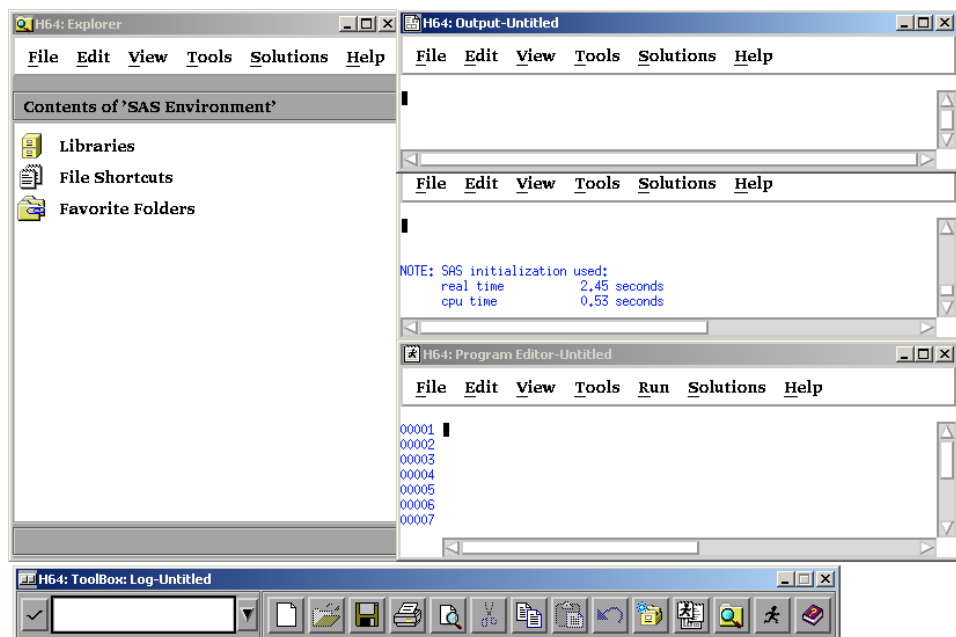 H64: Explorer
File Edit View Tools Solutions Help
Contents of 'SAS Environment'
Libraries
File Shortcuts
Favorite Folders
H64: Output-Untitled
File Edit View Tools Solutions Help
File Edit View Tools Solutions Help
NOTE: SAS initialization used:
real time 2.45 seconds
cpu time 0.53 seconds
H64: Program Editor-Untitled
File Edit View Tools Run Solutions Help
00001
00002
00003
00004
00005
00006
00007
H64: ToolBox: Log-Untitled